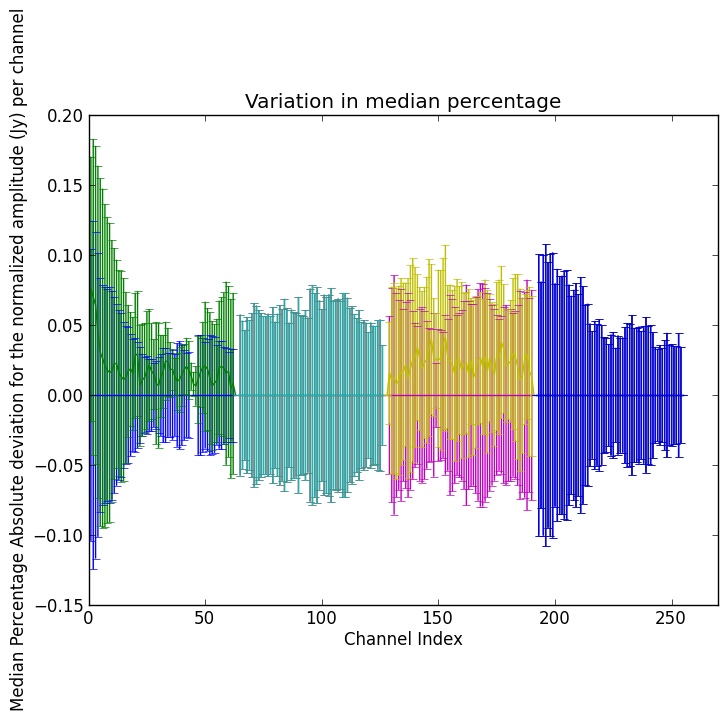 Variation in median percentage
Median Percentage Absolute deviation for the normalized amplitude (Jy) per channel
0.20
0.15
0.10
0.05
0.00
−0.05
−0.10
−0.15
0 50 100 150 200 250
Channel Index